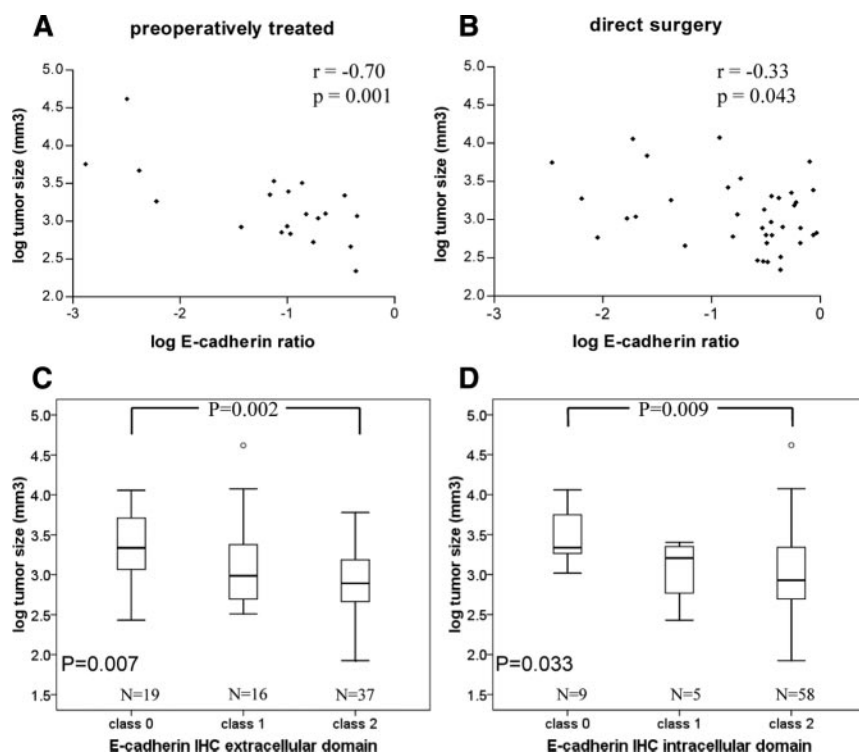 A
preoperatively treated
r = -0.70
p = 0.001
log tumor size (mm3)
5.0
4.5
4.0
3.5
3.0
2.5
2.0
-3
-2
-1
0
log E-cadherin ratio
B
direct surgery
r = -0.33
p = 0.043
log tumor size (mm3)
5.0
4.5
4.0
3.5
3.0
2.5
2.0
-3
-2
-1
0
log E-cadherin ratio
C
P=0.002
log tumor size (mm3)
5.0
4.5
4.0
3.5
3.0
2.5
2.0
1.5
P=0.007
N=19
N=16
N=37
class 0
class 1
class 2
E-cadherin IHC extracellular domain
D
P=0.009
log tumor size (mm3)
5.0
4.5
4.0
3.5
3.0
2.5
2.0
1.5
P=0.033
N=9
N=5
N=58
class 0
class 1
class 2
E-cadherin IHC intracellular domain